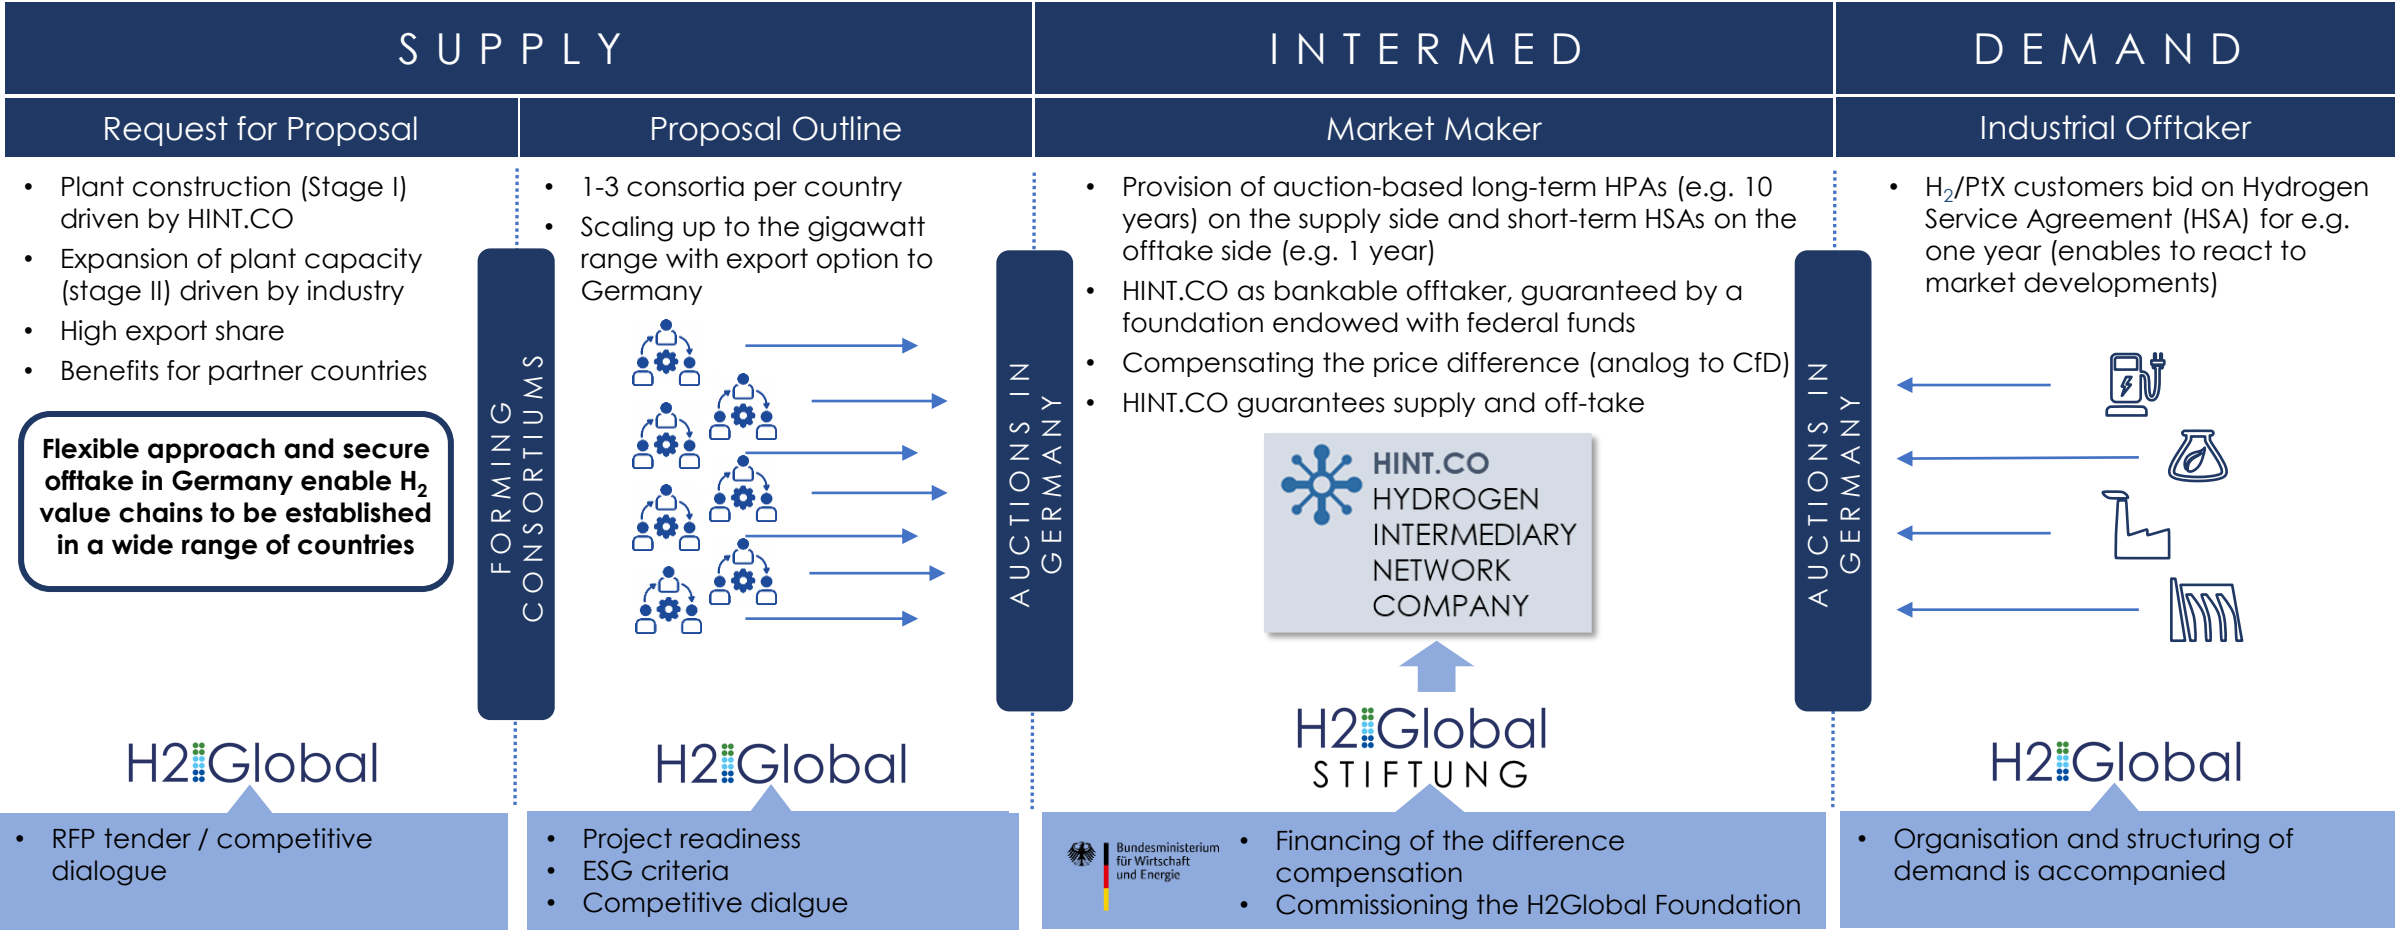 SUPPLY
INTERMED
DEMAND
Request for Proposal
Proposal Outline
Market Maker
Industrial Offtaker
• Plant construction (Stage I)
driven by HINT.CO
• Expansion of plant capacity
(stage II) driven by industry
• High export share
• Benefits for partner countries
Flexible approach and secure
offtake in Germany enable H₂
value chains to be established
in a wide range of countries
FORMING
CONSORTIUMS
• 1-3 consortia per country
• Scaling up to the gigawatt
range with export option to
Germany
AUCTIONS IN
GERMANY
• Provision of auction-based long-term HPAs (e.g. 10
years) on the supply side and short-term HSAs on the
offtake side (e.g. 1 year)
• HINT.CO as bankable offtaker, guaranteed by a
foundation endowed with federal funds
• Compensating the price difference (analog to CfD)
• HINT.CO guarantees supply and off-take
HINT.CO
HYDROGEN
INTERMEDIARY
NETWORK
COMPANY
AUCTIONS IN
GERMANY
• H₂/PtX customers bid on Hydrogen
Service Agreement (HSA) for e.g.
one year (enables to react to
market developments)
H2Global
H2Global
H2Global
STIFTUNG
H2Global
• RFP tender / competitive
dialogue
• Project readiness
• ESG criteria
• Competitive dialgue
Bundesministerium
für Wirtschaft
und Energie
• Financing of the difference
compensation
• Commissioning the H2Global Foundation
• Organisation and structuring of
demand is accompanied